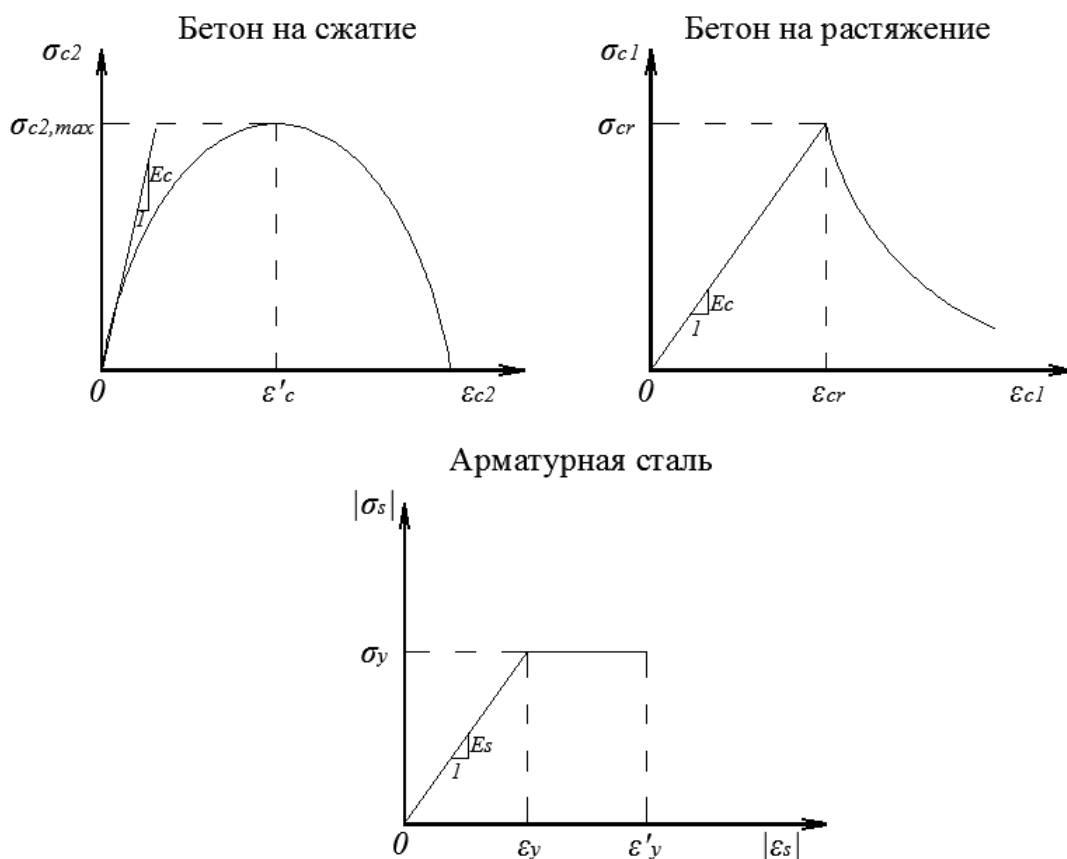 Бетон на сжатие
σc2
σc2,max
Ec
1
0
ε'c
εc2
Бетон на растяжение
σc1
σcr
Ec
1
0
εcr
εc1
Арматурная сталь
|σs|
σy
Es
1
0
εy
ε'y
|εs|